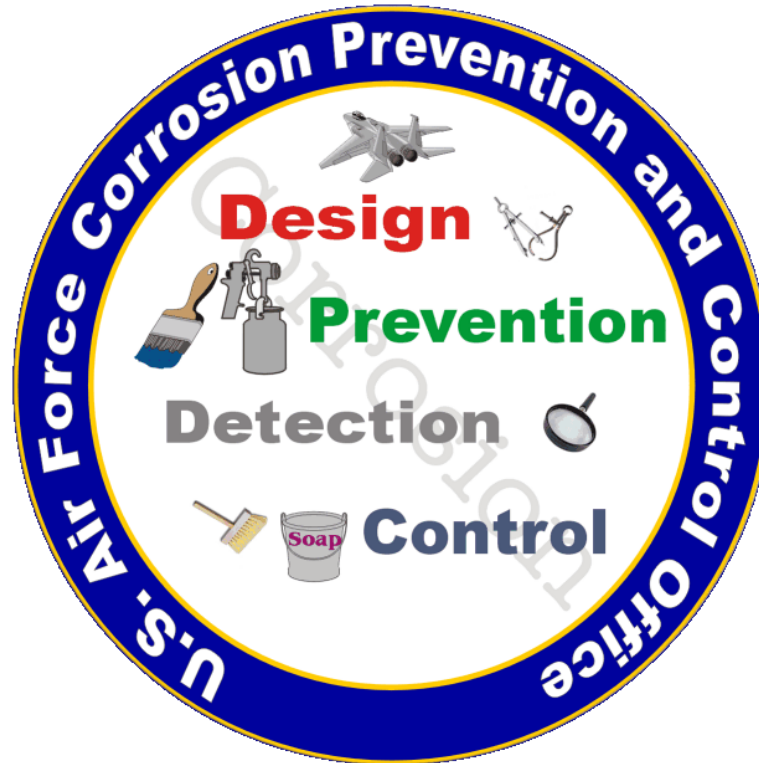 U.S. Air Force Corrosion Prevention and Control Office
Design
Prevention
Detection
Soap
Control
Corrosion